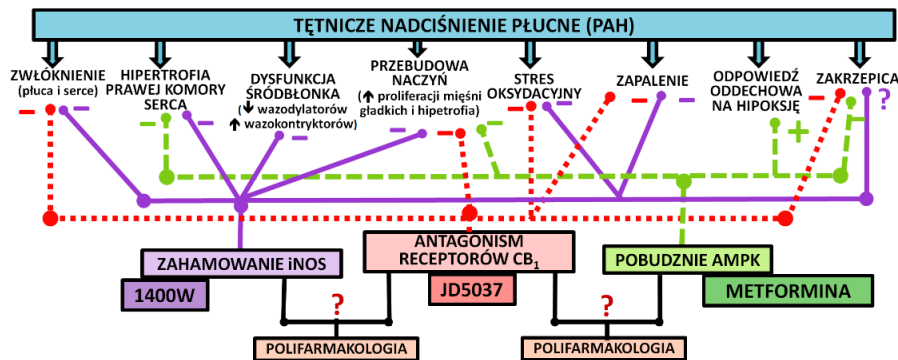 TĘTNICZE NADCIŚNIENIE PŁUCNE (PAH)
ZWŁÓKNIENIE
(płuca i serce)
HIPERTROFIA
PRAWEJ KOMORY
SERCA
DYSFUNKCJA
ŚRÓDBŁONKA
(↓ wazodylatorów
↑ wazokontryktorów)
PRZEBUDOWA
NACZYŃ
(↑ proliferacji mięśni
gładkich i hipetrofia)
STRES
OKSYDACYJNY
ZAPALENIE
ODPOWIEDŹ
ODDECHOWA
NA HIPOKSJĘ
ZAKRZEPICA
− −
− −
−
− −
− −
− −
+
− − ?
ZAHAMOWANIE iNOS
1400W
ANTAGONISM
RECEPTORÓW CB₁
JD5037
POBUDZNIE AMPK
METFORMINA
?
?
POLIFARMAKOLOGIA
POLIFARMAKOLOGIA